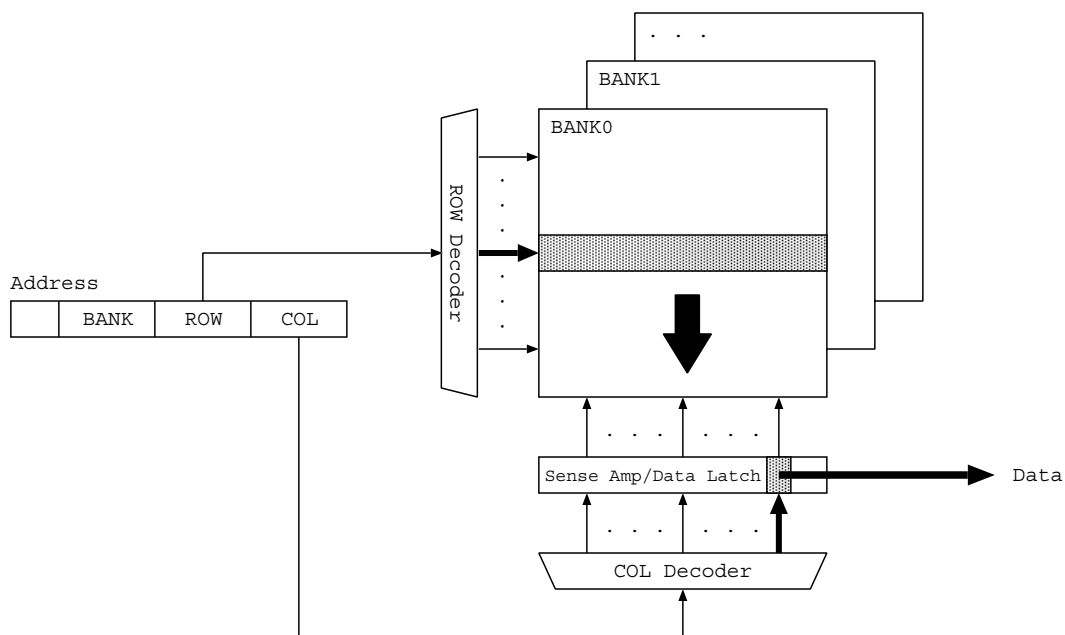 . . .
BANK1
BANK0
ROW Decoder
Address
BANK ROW COL
. . . . . .
Sense Amp/Data Latch
Data
. . . . . .
COL Decoder